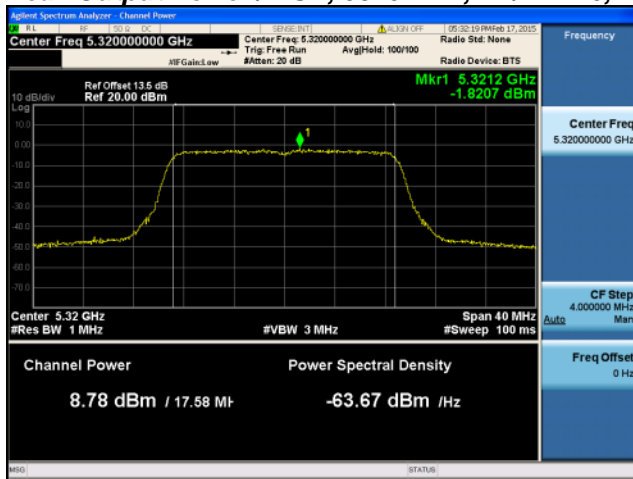 Agilent Spectrum Analyzer - Channel Power
RL RF 50 Ω DC SENSE:INT ALIGN OFF 05:32:19 PM Feb 17, 2015
Center Freq 5.320000000 GHz
Center Freq: 5.320000000 GHz Radio Std: None
Trig: Free Run Avg|Hold: 100/100
#IFGain:Low #Atten: 20 dB Radio Device: BTS
Frequency
Ref Offset 13.5 dB Mkr1 5.3212 GHz
10 dB/div Ref 20.00 dBm -1.8207 dBm
Log
10.0
0.00
-10.0
-20.0
-30.0
-40.0
-50.0
-60.0
-70.0
1
Center Freq
5.320000000 GHz
Center 5.32 GHz Span 40 MHz
#Res BW 1 MHz #VBW 3 MHz #Sweep 100 ms
CF Step
4.000000 MHz
Auto Man
Channel Power Power Spectral Density
8.78 dBm / 17.58 MH -63.67 dBm /Hz
Freq Offset
0 Hz
MSG STATUS